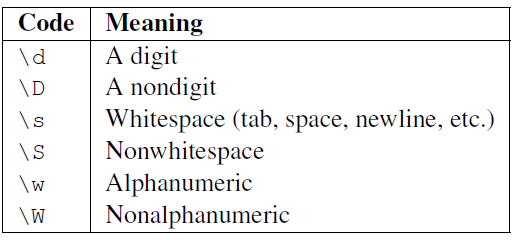 Code Meaning
\d A digit
\D A nondigit
\s Whitespace (tab, space, newline, etc.)
\S Nonwhitespace
\w Alphanumeric
\W Nonalphanumeric